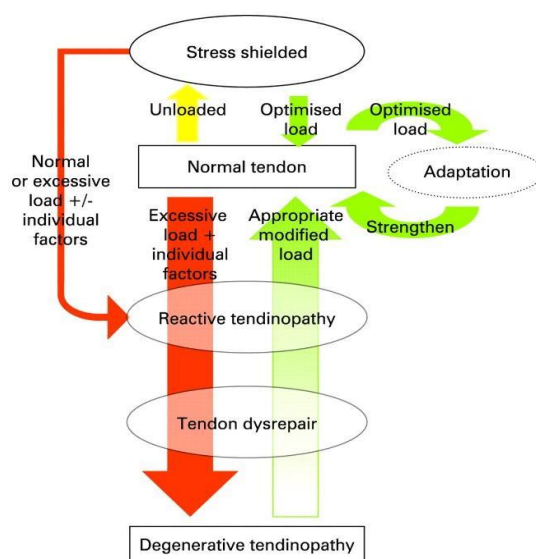 Stress shielded
Unloaded
Optimised
load
Optimised
load
Normal
or excessive
load +/-
individual
factors
Normal tendon
Adaptation
Excessive
load +
individual
factors
Appropriate
modified
load
Strengthen
Reactive tendinopathy
Tendon dysrepair
Degenerative tendinopathy